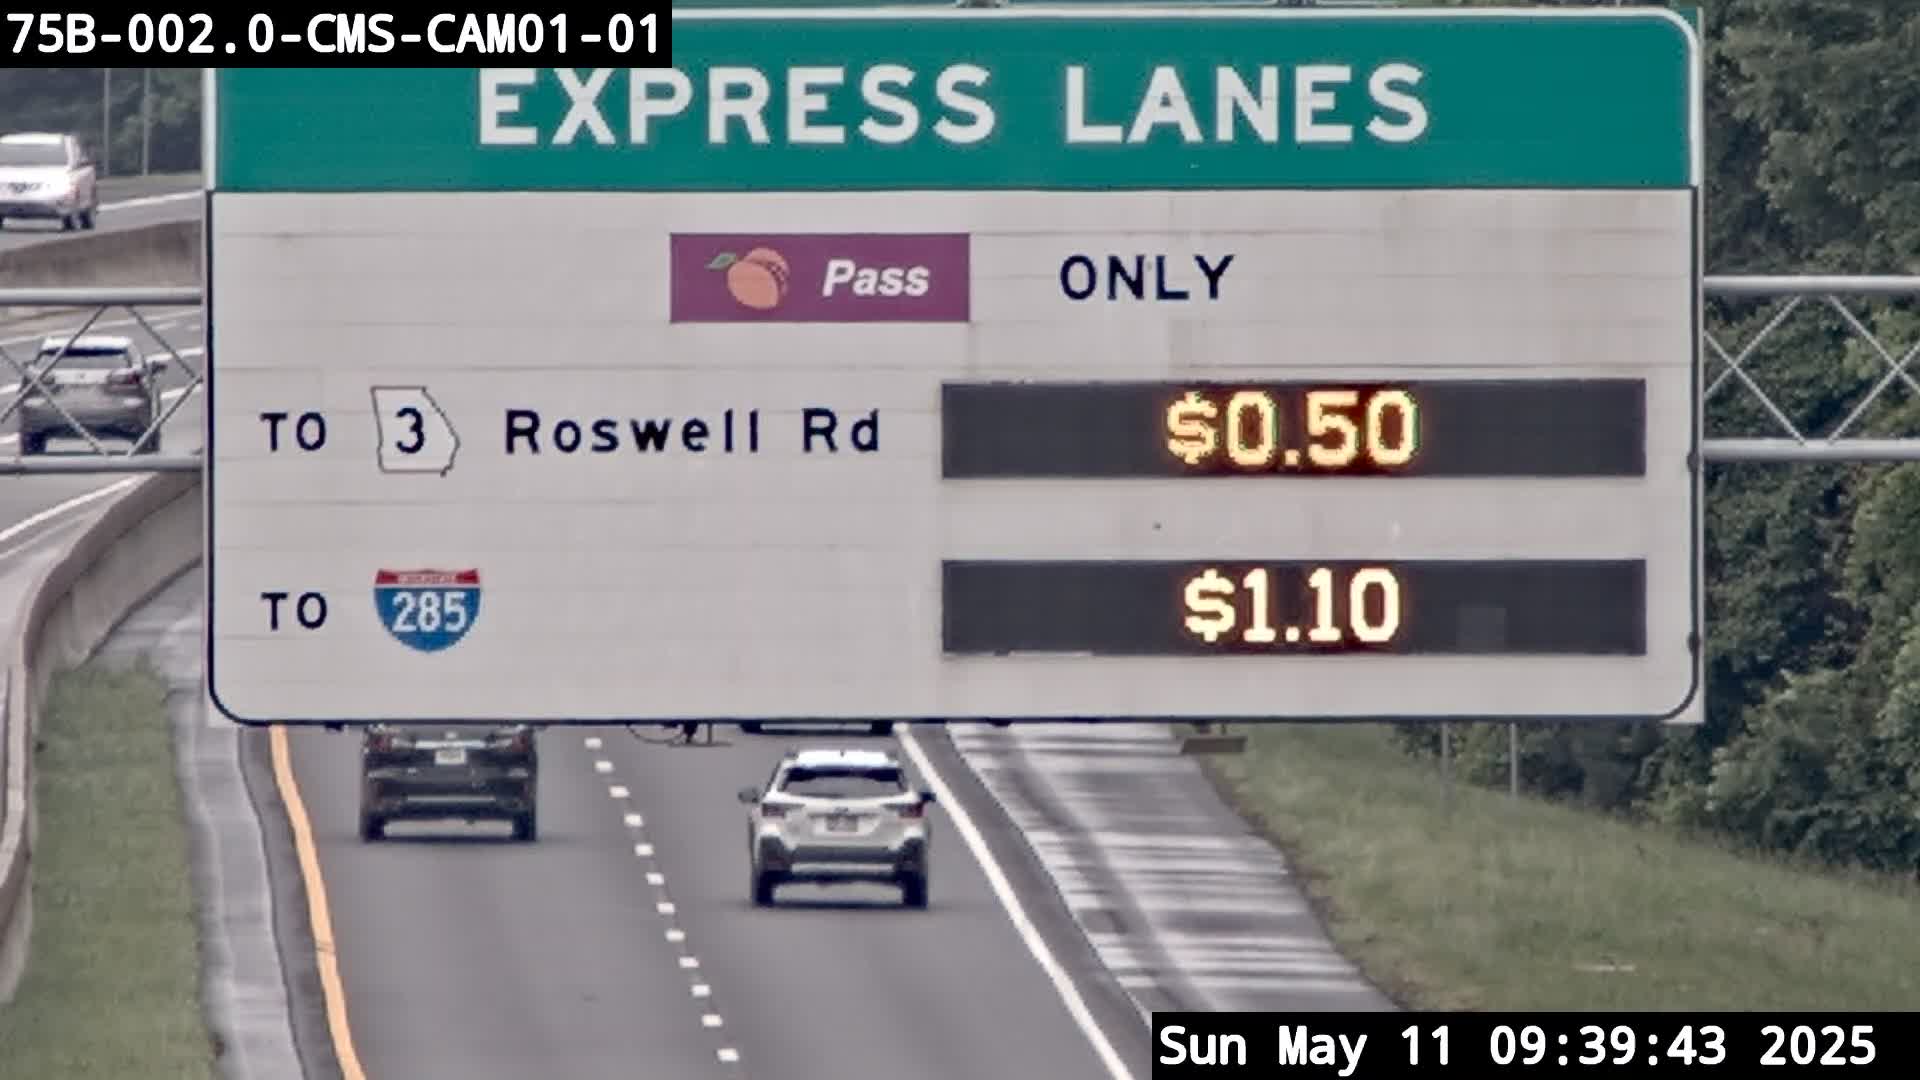 75B-002.0-CMS-CAM01-01
EXPRESS LANES
Pass ONLY
TO 3 Roswell Rd $0.50
TO 285 $1.10
Sun May 11 09:39:43 2025